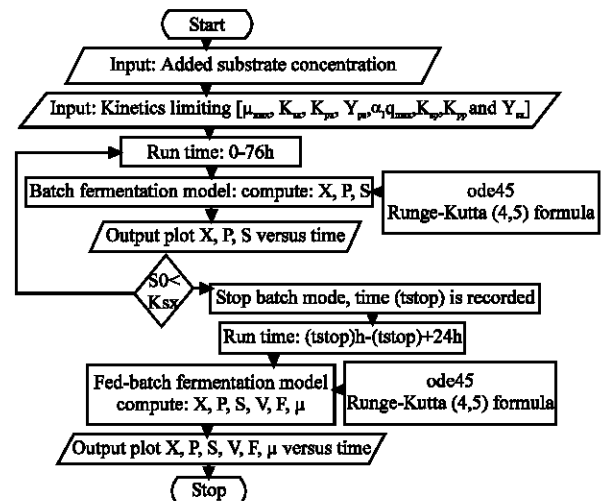 Start
Input: Added substrate concentration
Input: Kinetics limiting [μmax, Ksx, Kpx, Ypx, α, qmax, Ksp, Kpp and Ysx]
Run time: 0-76h
Batch fermentation model: compute: X, P, S
ode45
Runge-Kutta (4,5) formula
Output plot X, P, S versus time
S0<
Ksx
Stop batch mode, time (tstop) is recorded
Run time: (tstop)h-(tstop)+24h
Fed-batch fermentation model
compute: X, P, S, V, F, μ
ode45
Runge-Kutta (4,5) formula
Output plot X, P, S, V, F, μ versus time
Stop